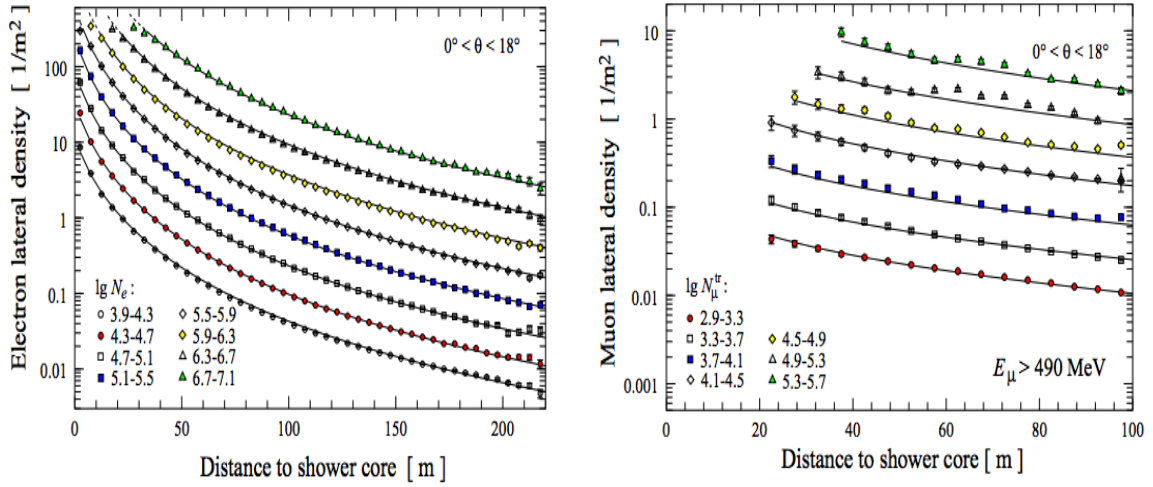 Electron lateral density [ 1/m² ]
0° < θ < 18°
100
10
1
0.1
0.01
lg Nₑ :
3.9-4.3 5.5-5.9
4.3-4.7 5.9-6.3
4.7-5.1 6.3-6.7
5.1-5.5 6.7-7.1
0 50 100 150 200
Distance to shower core [ m ]
Muon lateral density [ 1/m² ]
0° < θ < 18°
10
1
0.1
0.01
0.001
lg N_μ^tr :
2.9-3.3
3.3-3.7 4.5-4.9
3.7-4.1 4.9-5.3
4.1-4.5 5.3-5.7
E_μ > 490 MeV
0 20 40 60 80 100
Distance to shower core [ m ]